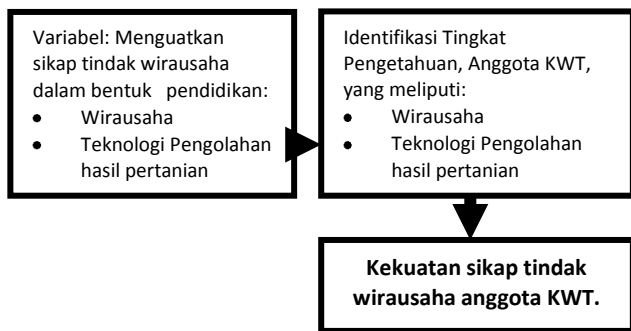 Variabel: Menguatkan
sikap tindak wirausaha
dalam bentuk pendidikan:
• Wirausaha
• Teknologi Pengolahan
hasil pertanian
Identifikasi Tingkat
Pengetahuan, Anggota KWT,
yang meliputi:
• Wirausaha
• Teknologi Pengolahan
hasil pertanian
Kekuatan sikap tindak
wirausaha anggota KWT.